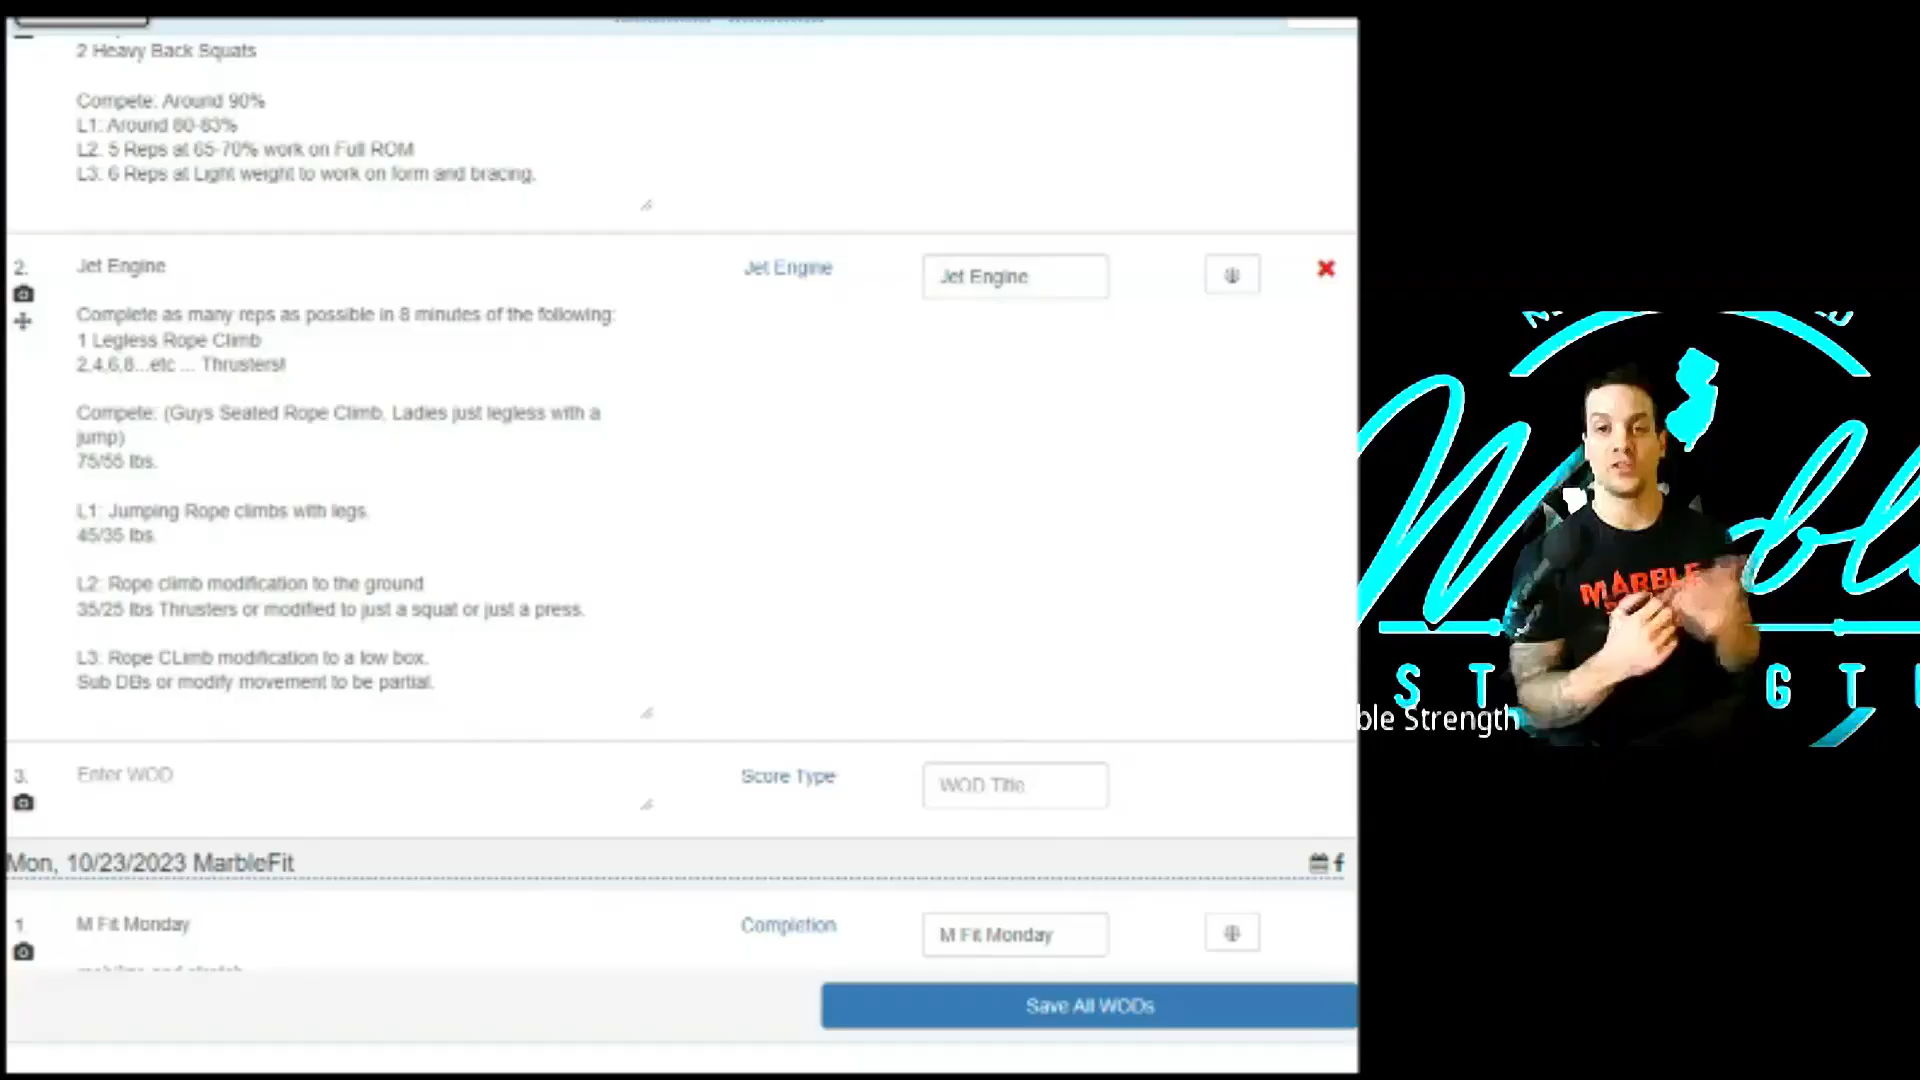 2 Heavy Back Squats
Compete: Around 90%
L1: Around 80-83%
L2: 5 Reps at 65-70% work on Full ROM
L3: 6 Reps at Light weight to work on form and bracing.
2.
Jet Engine
Jet Engine
Jet Engine
Complete as many reps as possible in 8 minutes of the following:
1 Legless Rope Climb
2,4,6,8...etc ... Thrusters!
Compete: (Guys Seated Rope Climb, Ladies just legless with a
jump)
75/55 lbs.
L1: Jumping Rope climbs with legs.
45/35 lbs.
L2: Rope climb modification to the ground
35/25 lbs Thrusters or modified to just a squat or just a press.
L3: Rope CLimb modification to a low box.
Sub DBs or modify movement to be partial.
3.
Enter WOD
Score Type
WOD Title
Mon, 10/23/2023 MarbleFit
1.
M Fit Monday
Completion
M Fit Monday
mobilize and stretch
Save All WODs
MARBLE
ble Strength